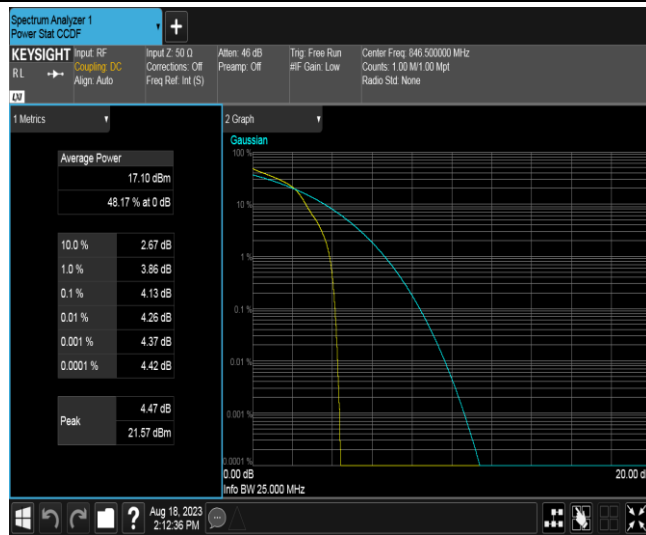 Spectrum Analyzer 1
Power Stat CCDF
+
KEYSIGHT
RL
Input: RF
Coupling: DC
Align: Auto
Input Z: 50 Ω
Corrections: Off
Freq Ref: Int (S)
Atten: 46 dB
Preamp: Off
Trig: Free Run
#IF Gain: Low
Center Freq: 846.500000 MHz
Counts: 1.00 M/1.00 Mpt
Radio Std: None
1 Metrics
Average Power
17.10 dBm
48.17 % at 0 dB
10.0 % 2.67 dB
1.0 % 3.86 dB
0.1 % 4.13 dB
0.01 % 4.26 dB
0.001 % 4.37 dB
0.0001 % 4.42 dB
Peak
4.47 dB
21.57 dBm
2 Graph
Gaussian
100 %
10 %
1 %
0.1 %
0.01 %
0.001 %
0.0001 %
0.00 dB
20.00 d
Info BW 25.000 MHz
?
Aug 18, 2023
2:12:36 PM